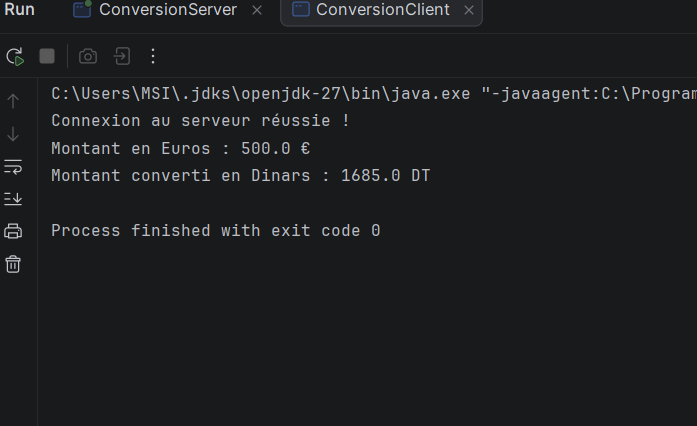 Run ConversionServer ConversionClient
C:\Users\MSI\.jdks\openjdk-27\bin\java.exe "-javaagent:C:\Program
Connexion au serveur réussie !
Montant en Euros : 500.0 €
Montant converti en Dinars : 1685.0 DT
Process finished with exit code 0